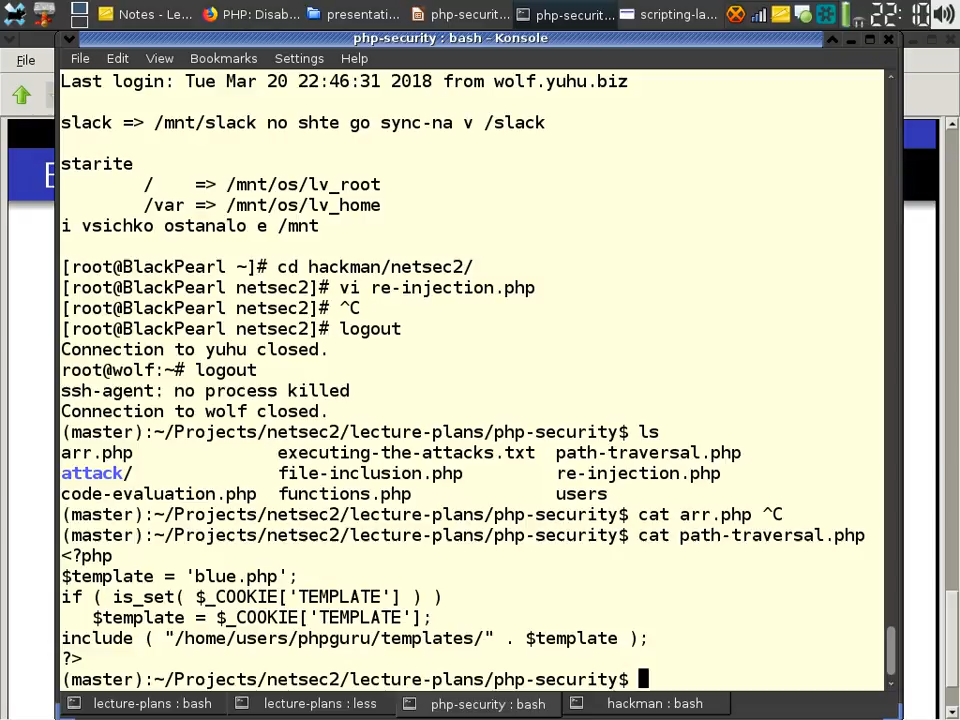 Notes - Le...
PHP: Disab...
presentati...
php-securit...
php-securit...
scripting-la...
22:10
php-security : bash - Konsole
File
File Edit View Bookmarks Settings Help
Last login: Tue Mar 20 22:46:31 2018 from wolf.yuhu.biz
slack => /mnt/slack no shte go sync-na v /slack
starite
/ => /mnt/os/lv_root
/var => /mnt/os/lv_home
i vsichko ostanalo e /mnt
[root@BlackPearl ~]# cd hackman/netsec2/
[root@BlackPearl netsec2]# vi re-injection.php
[root@BlackPearl netsec2]# ^C
[root@BlackPearl netsec2]# logout
Connection to yuhu closed.
root@wolf:~# logout
ssh-agent: no process killed
Connection to wolf closed.
(master):~/Projects/netsec2/lecture-plans/php-security$ ls
arr.php executing-the-attacks.txt path-traversal.php
attack/ file-inclusion.php re-injection.php
code-evaluation.php functions.php users
(master):~/Projects/netsec2/lecture-plans/php-security$ cat arr.php ^C
(master):~/Projects/netsec2/lecture-plans/php-security$ cat path-traversal.php
<?php
$template = 'blue.php';
if ( is_set( $_COOKIE['TEMPLATE'] ) )
$template = $_COOKIE['TEMPLATE'];
include ( "/home/users/phpguru/templates/" . $template );
?>
(master):~/Projects/netsec2/lecture-plans/php-security$
lecture-plans : bash
lecture-plans : less
php-security : bash
hackman : bash